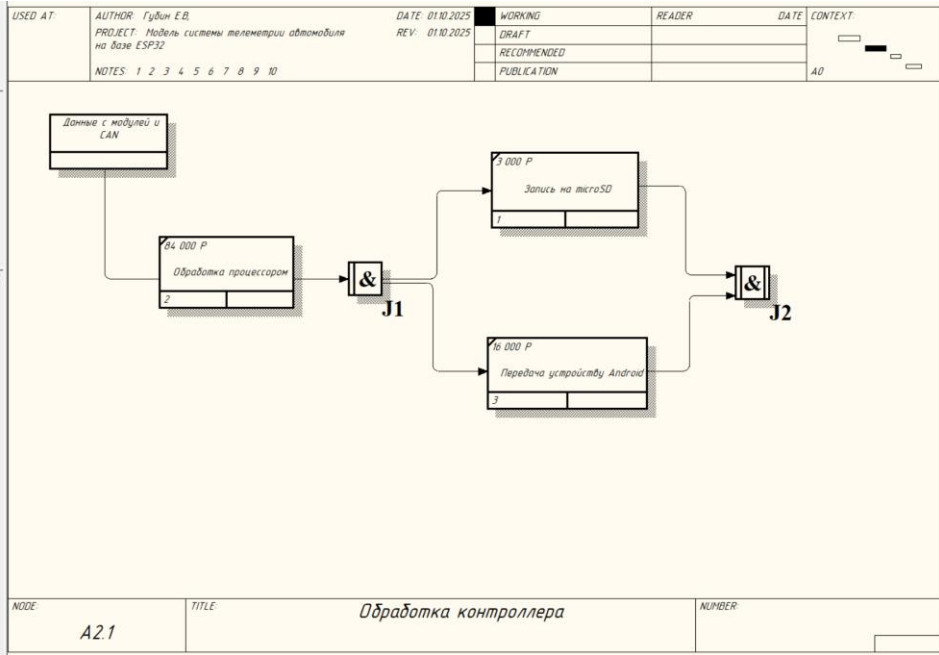 USED AT:
AUTHOR: Губин Е.В.
DATE: 01.10.2025
PROJECT: Модель системы телеметрии автомобиля
на базе ESP32
REV: 01.10.2025
NOTES: 1 2 3 4 5 6 7 8 9 10
WORKING
DRAFT
RECOMMENDED
PUBLICATION
READER
DATE
CONTEXT:
A0
Данные с модулей и
CAN
84 000 Р
Обработка процессором
2
&
J1
3 000 Р
Запись на microSD
1
16 000 Р
Передача устройству Android
3
&
J2
NODE:
A2.1
TITLE:
Обработка контроллера
NUMBER: